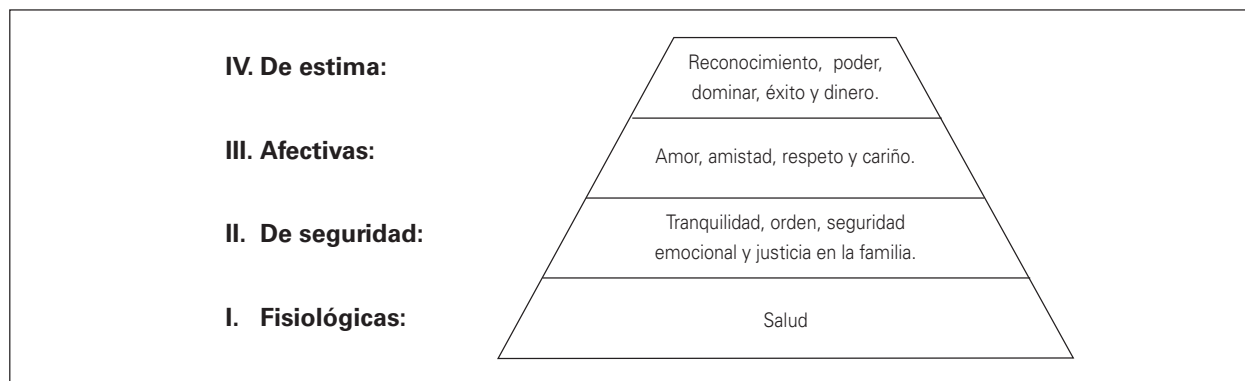 IV. De estima:
Reconocimiento, poder,
dominar, éxito y dinero.
III. Afectivas:
Amor, amistad, respeto y cariño.
II. De seguridad:
Tranquilidad, orden, seguridad
emocional y justicia en la familia.
I. Fisiológicas:
Salud